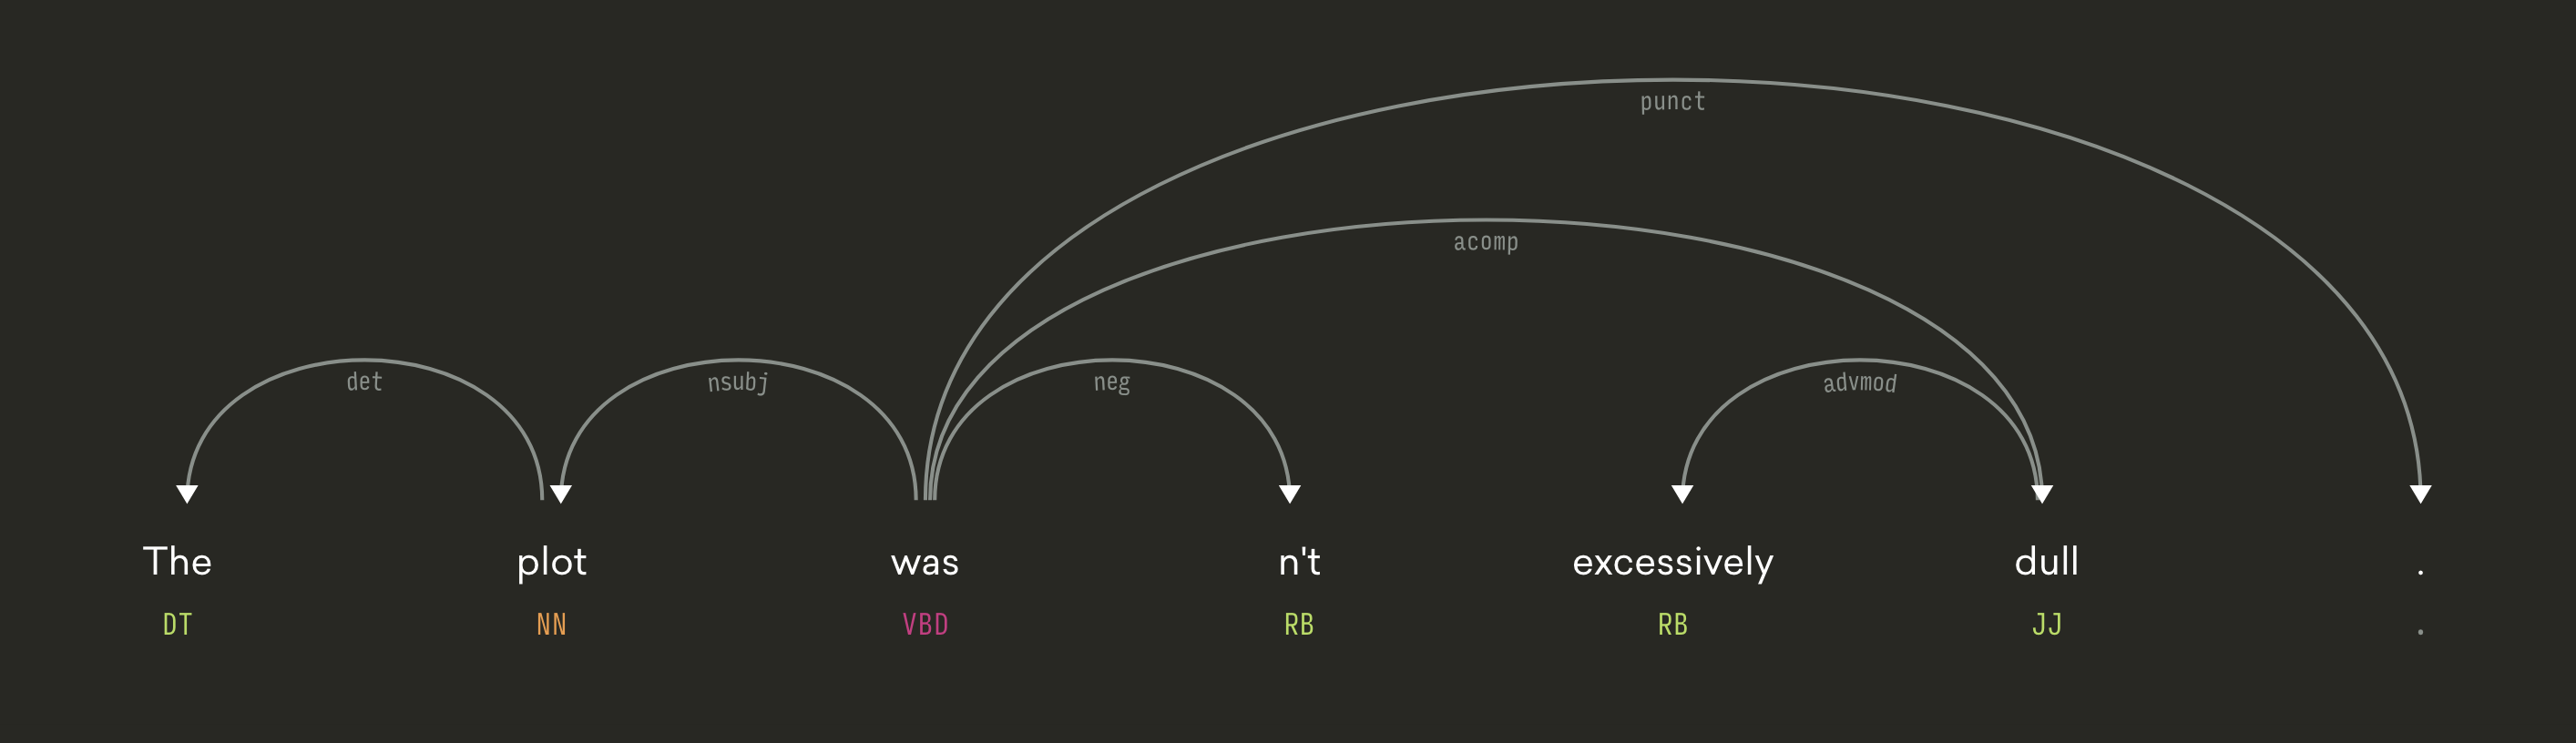 punct
acomp
det nsubj neg advmod
The plot was n't excessively dull .
DT NN VBD RB RB JJ .